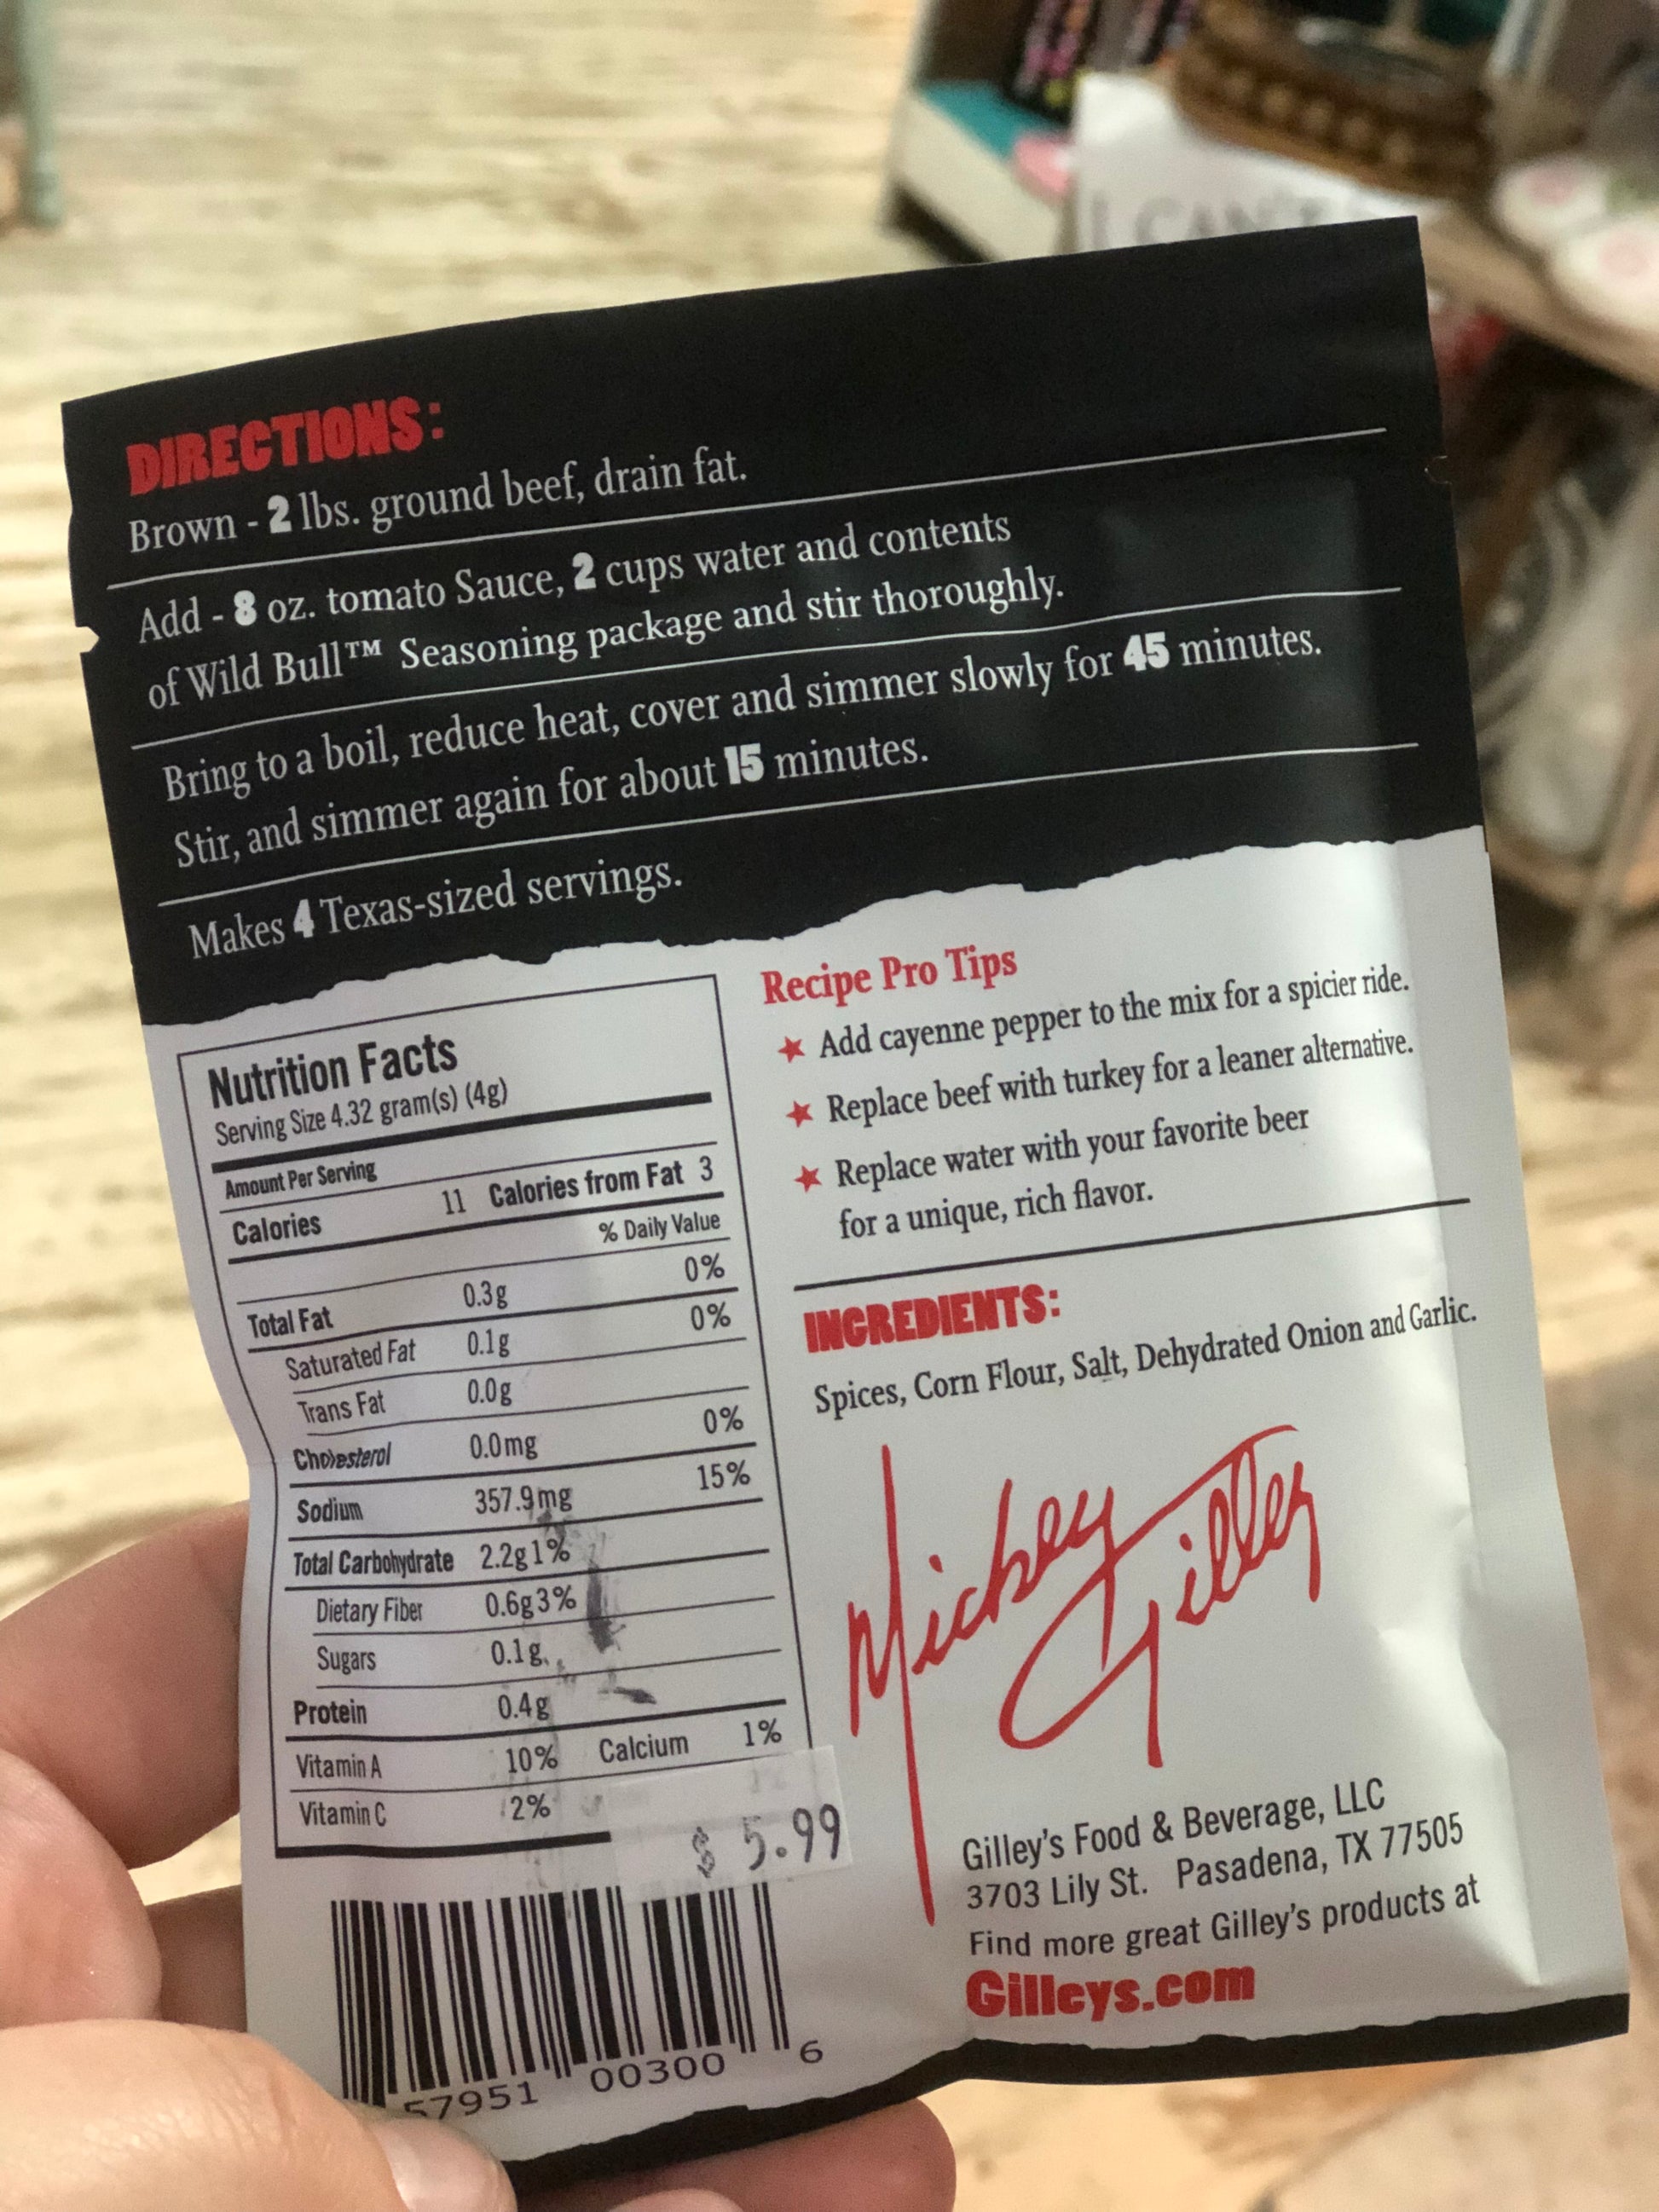 I CAN'T
DIRECTIONS:
Brown - 2 lbs. ground beef, drain fat.
Add - 8 oz. tomato Sauce, 2 cups water and contents
of Wild Bull™ Seasoning package and stir thoroughly.
Bring to a boil, reduce heat, cover and simmer slowly for 45 minutes.
Stir, and simmer again for about 15 minutes.
Makes 4 Texas-sized servings.
Nutrition Facts
Serving Size 4.32 gram(s) (4g)
Amount Per Serving
Calories 11 Calories from Fat 3
% Daily Value
Total Fat 0.3g 0%
Saturated Fat 0.1g 0%
Trans Fat 0.0g
Cholesterol 0.0mg 0%
Sodium 357.9mg 15%
Total Carbohydrate 2.2g 1%
Dietary Fiber 0.6g 3%
Sugars 0.1g
Protein 0.4g
Vitamin A 10% Calcium 1%
Vitamin C 2%
$ 5.99
57951 00300 6
Recipe Pro Tips
★ Add cayenne pepper to the mix for a spicier ride.
★ Replace beef with turkey for a leaner alternative.
★ Replace water with your favorite beer
for a unique, rich flavor.
INGREDIENTS:
Spices, Corn Flour, Salt, Dehydrated Onion and Garlic.
Mickey Gilley
Gilley's Food & Beverage, LLC
3703 Lily St. Pasadena, TX 77505
Find more great Gilley's products at
Gilleys.com